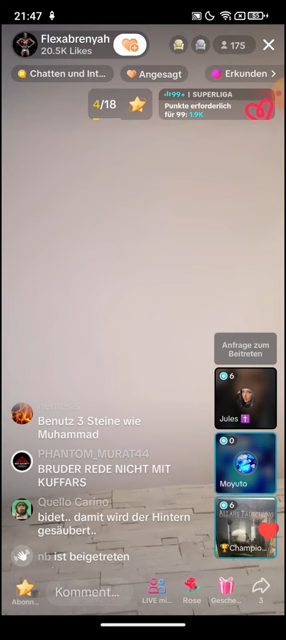 21:47
55%
Flexabrenyah
20.5K Likes
175
Chatten und Int...
Angesagt
Erkunden
4/18
99+ | SUPERLIGA
Punkte erforderlich
für 99: 1,9K
Anfrage zum
Beitreten
6
Jules
Benutz 3 Steine wie
Muhammad
PHANTOM_MURAT44
BRUDER REDE NICHT MIT
KUFFARS
0
Moyuto
Quello Carino
bidet.. damit wird der Hintern
gesäubert..
6
Champio...
nb ist beigetreten
Abonn...
Komment...
LIVE mi...
Rose
Gesche...
3